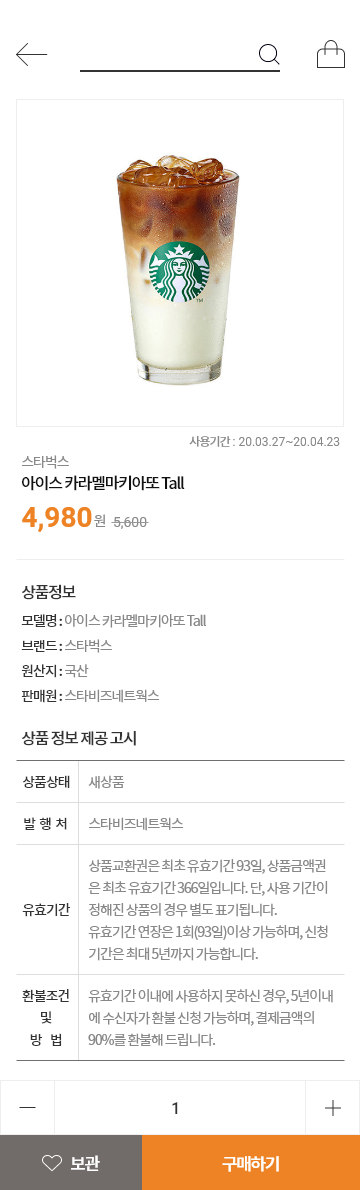 사용기간 : 20.03.27~20.04.23
스타벅스
아이스 카라멜마키아또 Tall
4,980원 5,600
상품정보
모델명 : 아이스 카라멜마키아또 Tall
브랜드 : 스타벅스
원산지 : 국산
판매원 : 스타비즈네트웍스
상품 정보 제공 고시
상품상태 새상품
발 행 처 스타비즈네트웍스
유효기간
상품교환권은 최초 유효기간 93일, 상품금액권
은 최초 유효기간 366일입니다. 단, 사용 기간이
정해진 상품의 경우 별도 표기됩니다.
유효기간 연장은 1회(93일)이상 가능하며, 신청
기간은 최대 5년까지 가능합니다.
환불조건
및
방 법
유효기간 이내에 사용하지 못하신 경우, 5년이내
에 수신자가 환불 신청 가능하며, 결제금액의
90%를 환불해 드립니다.
1
보관 구매하기